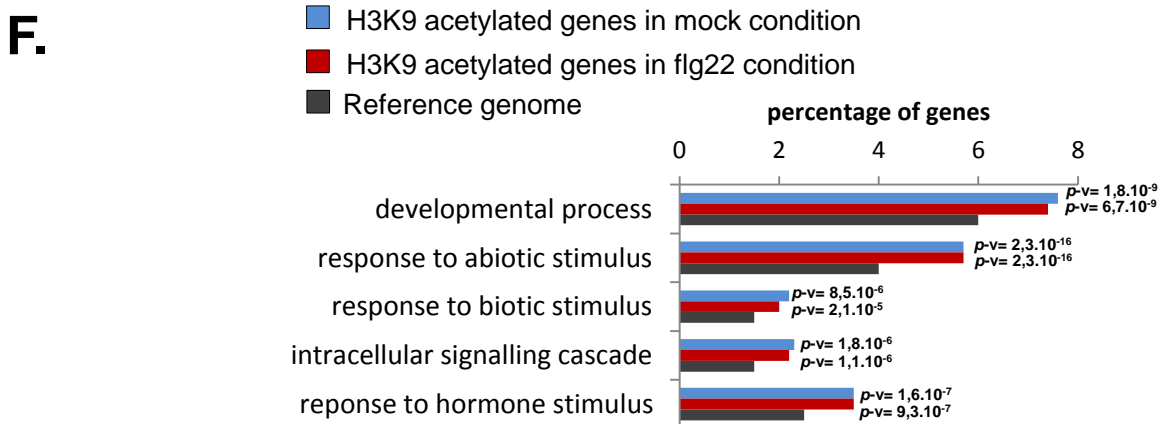 F.
H3K9 acetylated genes in mock condition
H3K9 acetylated genes in flg22 condition
Reference genome
percentage of genes
0 2 4 6 8
developmental process
p-v= 1,8.10-9
p-v= 6,7.10-9
response to abiotic stimulus
p-v= 2,3.10-16
p-v= 2,3.10-16
response to biotic stimulus
p-v= 8,5.10-6
p-v= 2,1.10-5
intracellular signalling cascade
p-v= 1,8.10-6
p-v= 1,1.10-6
reponse to hormone stimulus
p-v= 1,6.10-7
p-v= 9,3.10-7